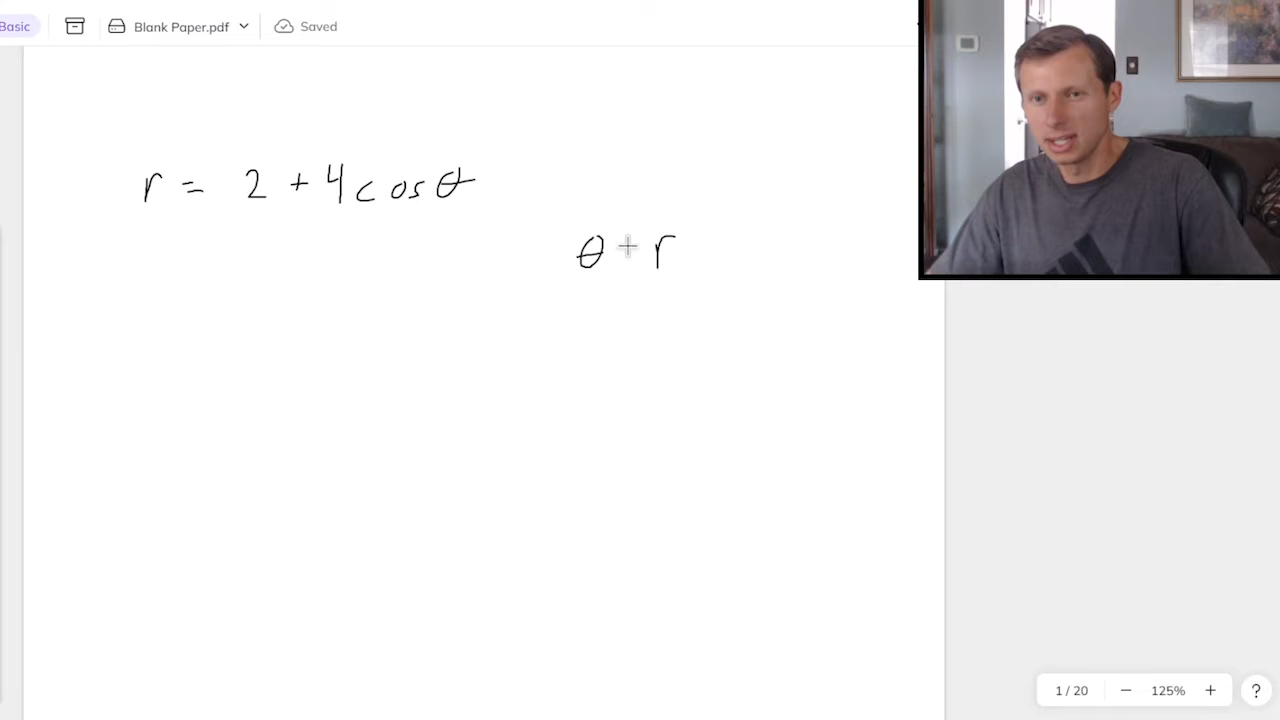 Basic
Blank Paper.pdf
Saved
r = 2 + 4 cos θ
θ r
1 / 20
125%
?